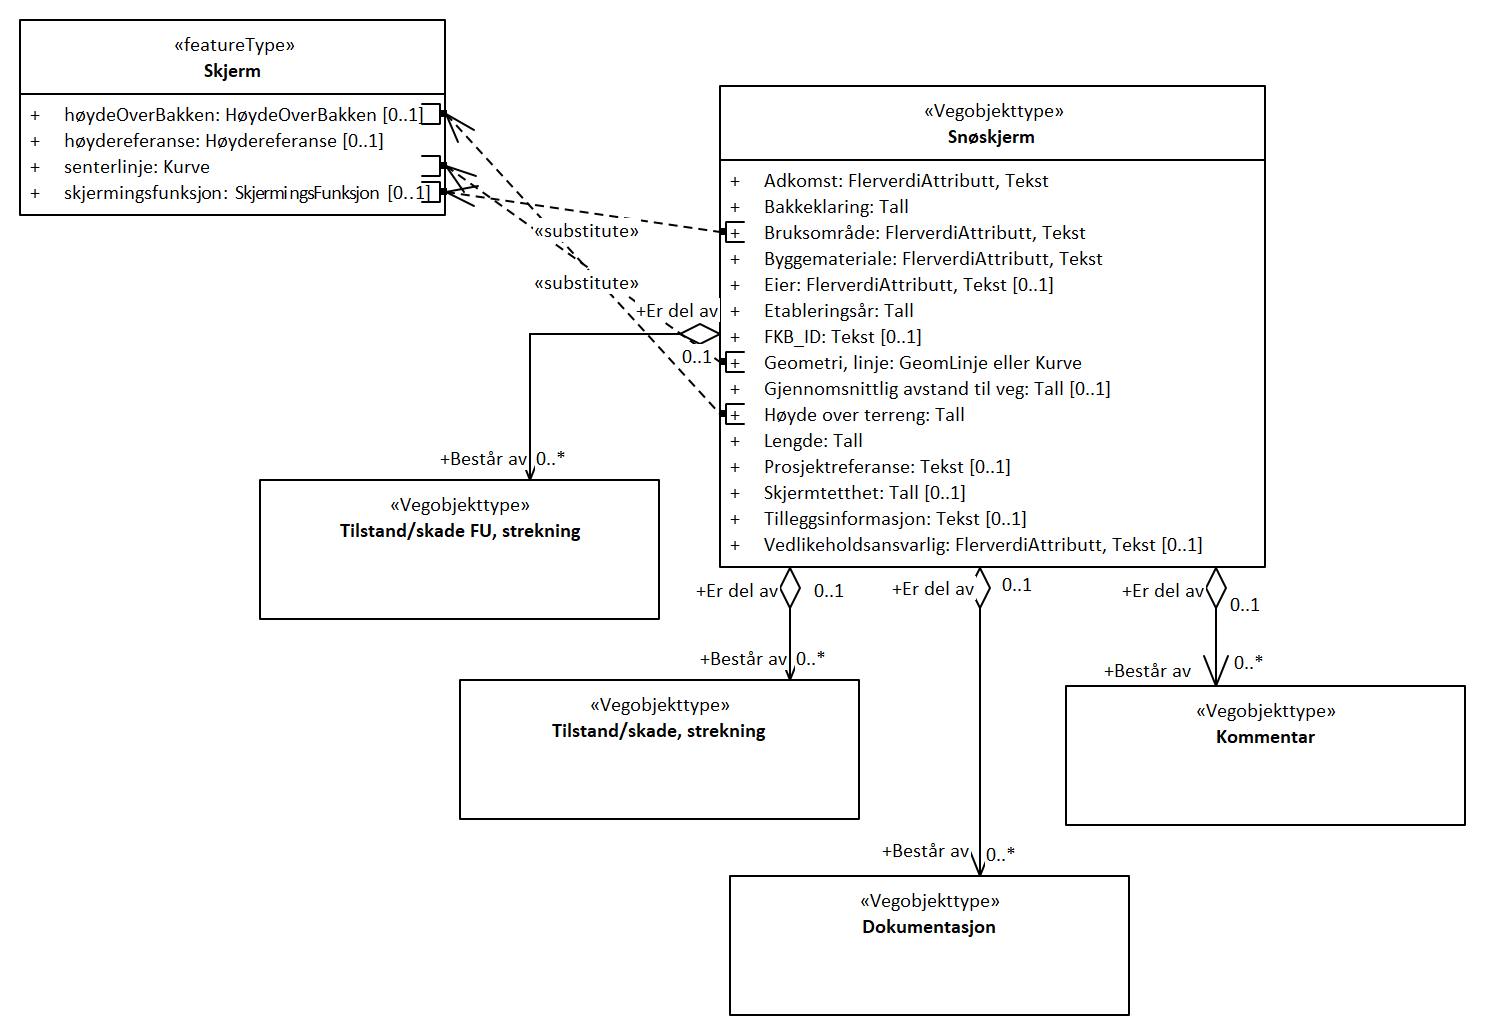 «featureType»
Skjerm
+ høydeOverBakken: HøydeOverBakken [0..1]
+ høydereferanse: Høydereferanse [0..1]
+ senterlinje: Kurve
+ skjermingsfunksjon: SkjermingsFunksjon [0..1]
«Vegobjekttype»
Snøskjerm
+ Adkomst: FlerverdiAttributt, Tekst
+ Bakkeklaring: Tall
+ Bruksområde: FlerverdiAttributt, Tekst
+ Byggemateriale: FlerverdiAttributt, Tekst
+ Eier: FlerverdiAttributt, Tekst [0..1]
+ Etableringsår: Tall
+ FKB_ID: Tekst [0..1]
+ Geometri, linje: GeomLinje eller Kurve
+ Gjennomsnittlig avstand til veg: Tall [0..1]
+ Høyde over terreng: Tall
+ Lengde: Tall
+ Prosjektreferanse: Tekst [0..1]
+ Skjermtetthet: Tall [0..1]
+ Tilleggsinformasjon: Tekst [0..1]
+ Vedlikeholdsansvarlig: FlerverdiAttributt, Tekst [0..1]
«substitute»
«substitute»
+Er del av
0..1
+Består av 0..*
«Vegobjekttype»
Tilstand/skade FU, strekning
+Er del av 0..1
+Består av 0..*
«Vegobjekttype»
Tilstand/skade, strekning
+Er del av 0..1
+Består av 0..*
«Vegobjekttype»
Dokumentasjon
+Er del av 0..1
+Består av 0..*
«Vegobjekttype»
Kommentar